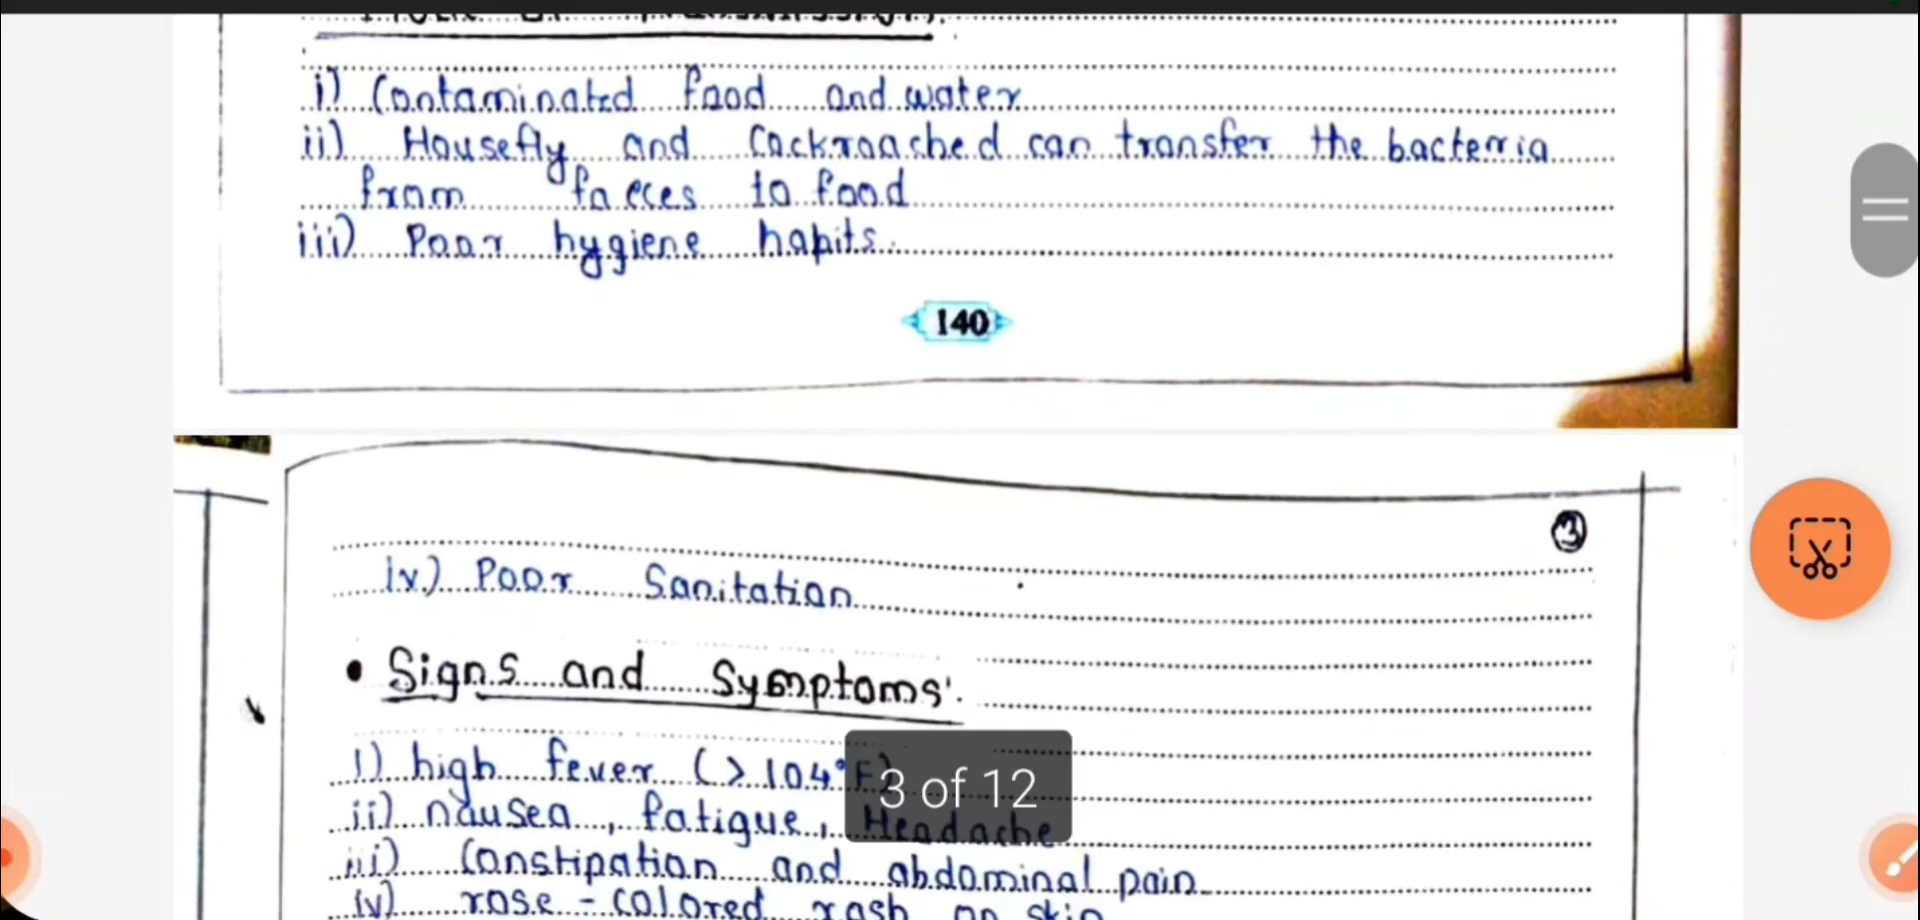 i) Contaminated food and water
ii) Housefly and Cockroached can transfer the bacteria
from faeces to food
iii) Poor hygiene habits.
140
3
iv) Poor Sanitation
• Signs and Symptoms:
i) high fever (> 104°F)
3 of 12
ii) nausea, fatigue, Headache
iii) Constipation and abdominal pain
iv) rose-colored rash on skin